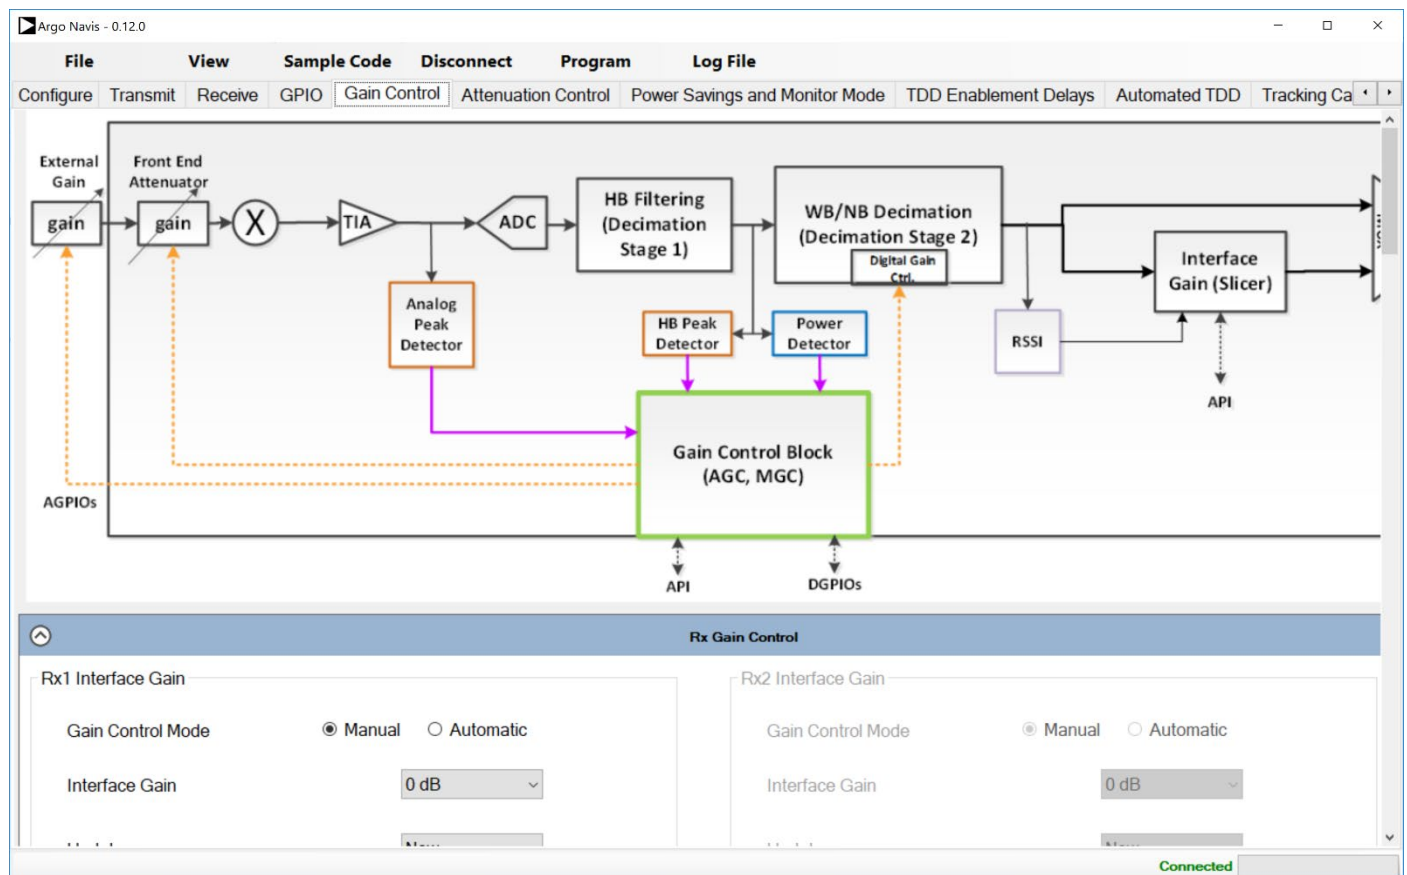 Argo Navis - 0.12.0
File View Sample Code Disconnect Program Log File
Configure Transmit Receive GPIO Gain Control Attenuation Control Power Savings and Monitor Mode TDD Enablement Delays Automated TDD Tracking Ca
External
Gain
gain
Front End
Attenuator
gain
X
TIA
ADC
HB Filtering
(Decimation
Stage 1)
WB/NB Decimation
(Decimation Stage 2)
Digital Gain
Ctrl.
Interface
Gain (Slicer)
Analog
Peak
Detector
HB Peak
Detector
Power
Detector
RSSI
API
Gain Control Block
(AGC, MGC)
AGPIOs
API
DGPIOs
Rx Gain Control
Rx1 Interface Gain
Gain Control Mode Manual Automatic
Interface Gain 0 dB
Rx2 Interface Gain
Gain Control Mode Manual Automatic
Interface Gain 0 dB
Connected